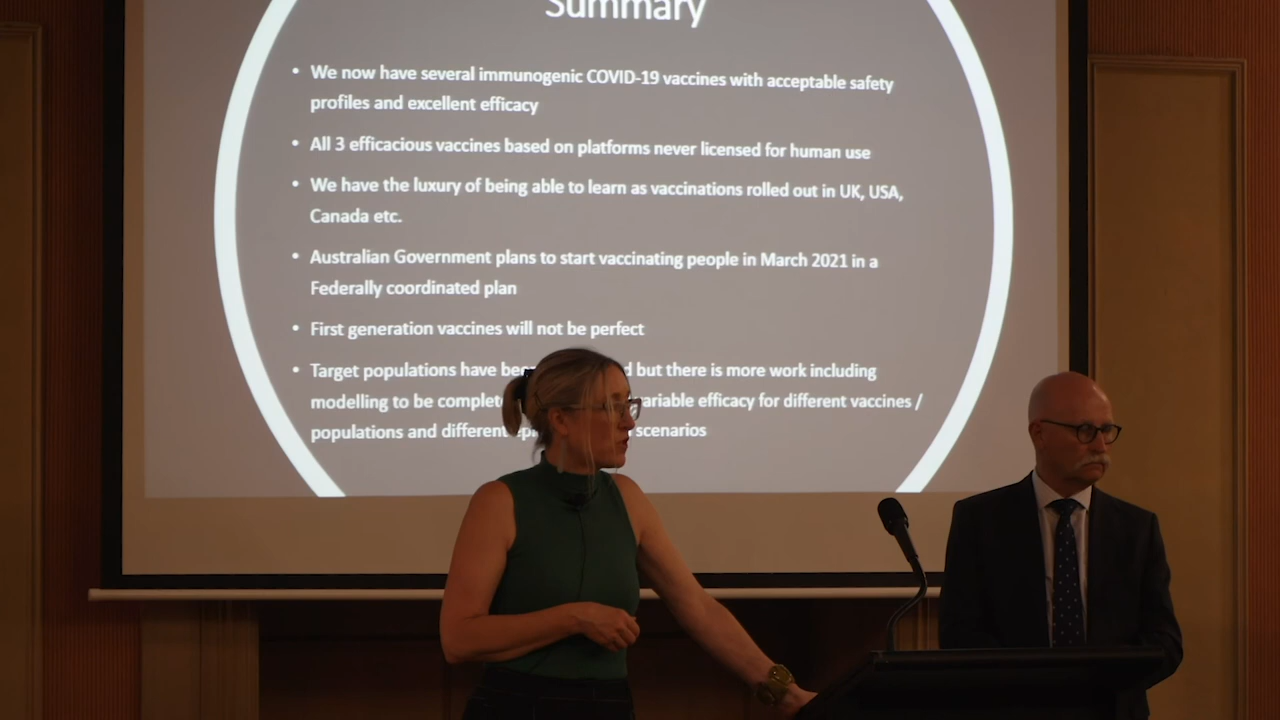 Summary
• We now have several immunogenic COVID-19 vaccines with acceptable safety
profiles and excellent efficacy
• All 3 efficacious vaccines based on platforms never licensed for human use
• We have the luxury of being able to learn as vaccinations rolled out in UK, USA,
Canada etc.
• Australian Government plans to start vaccinating people in March 2021 in a
Federally coordinated plan
• First generation vaccines will not be perfect
• Target populations have but there is more work including
modelling to be variable efficacy for different vaccines /
populations and different scenarios